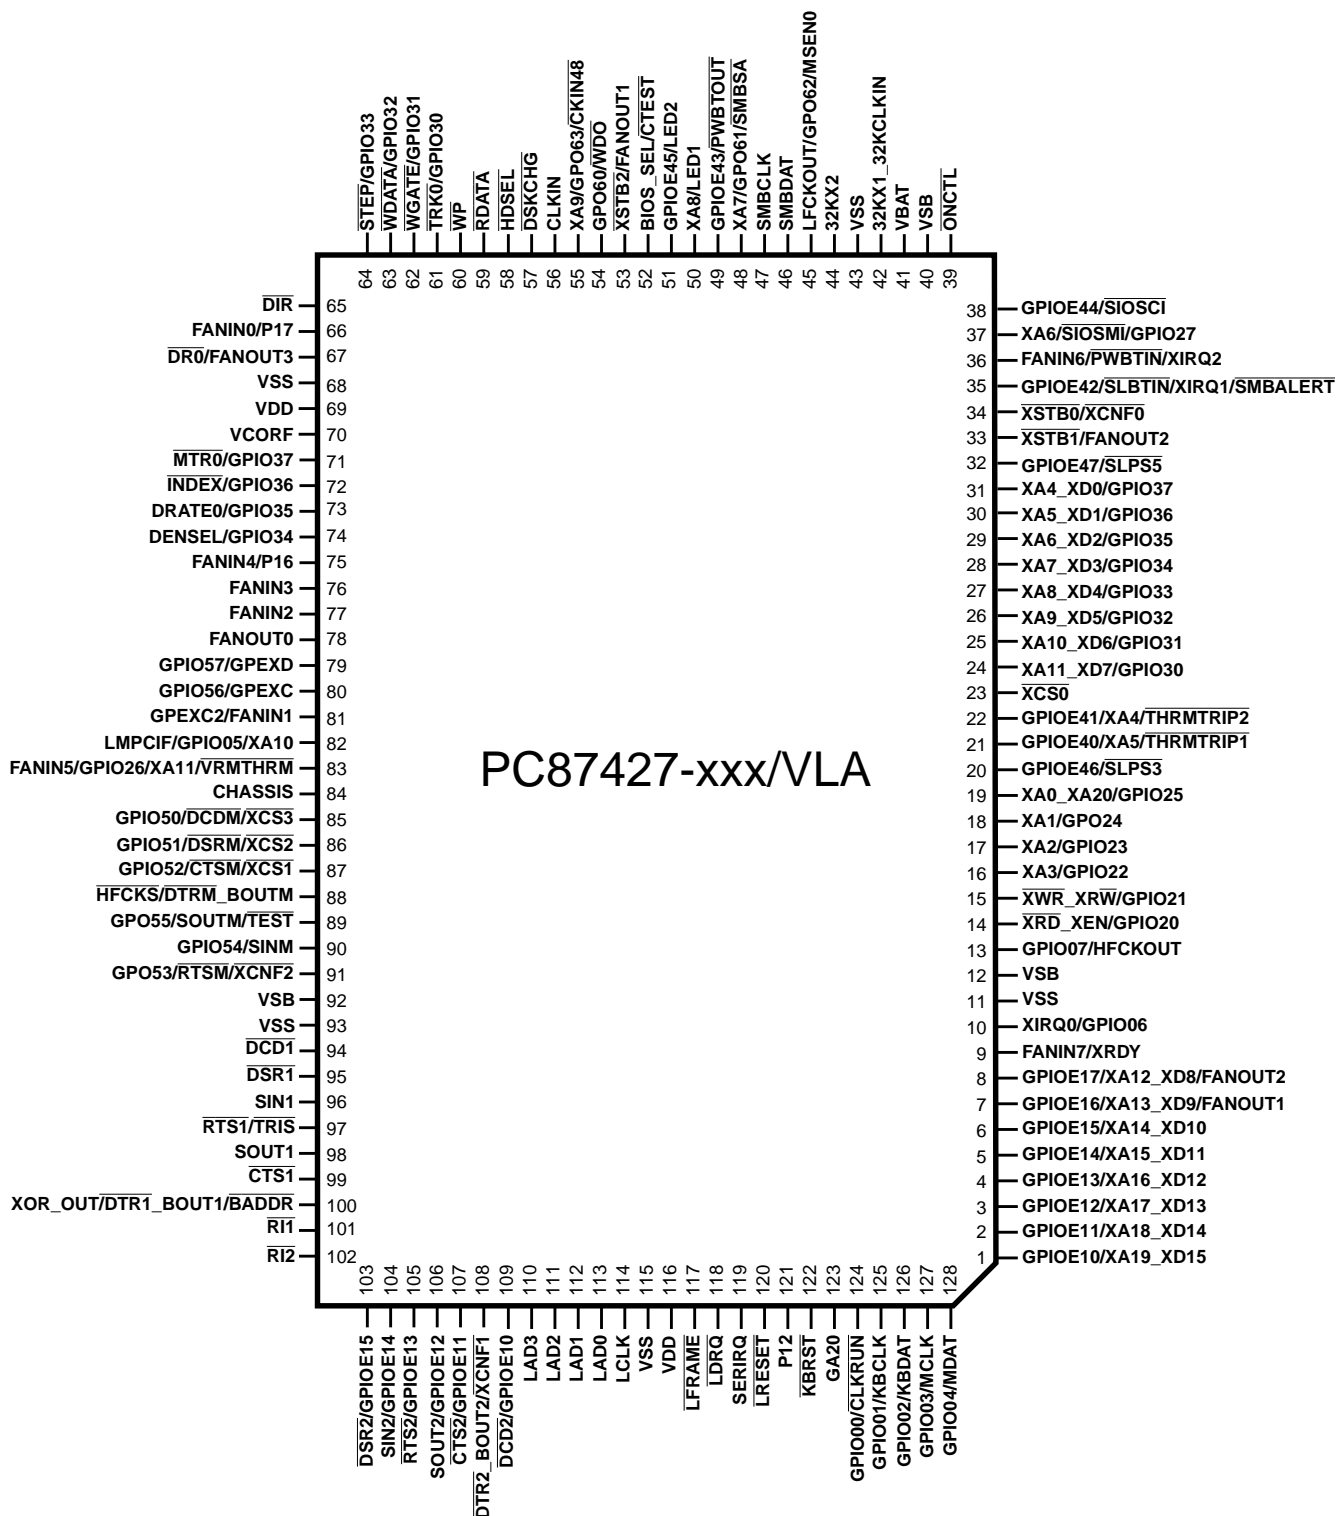 STEP/GPIO33
WDATA/GPIO32
WGATE/GPIO31
TRK0/GPIO30
WP
RDATA
HDSEL
DSKCHG
CLKIN
XA9/GPO63/CKIN48
GPO60/WDO
XSTB2/FANOUT1
BIOS_SEL/CTEST
GPIOE45/LED2
XA8/LED1
GPIOE43/PWBTOUT
XA7/GPO61/SMBSA
SMBCLK
SMBDAT
LFCKOUT/GPO62/MSEN0
32KX2
VSS
32KX1_32KCLKIN
VBAT
VSB
ONCTL
64 63 62 61 60 59 58 57 56 55 54 53 52 51 50 49 48 47 46 45 44 43 42 41 40 39
DIR 65
FANIN0/P17 66
DR0/FANOUT3 67
VSS 68
VDD 69
VCORF 70
MTR0/GPIO37 71
INDEX/GPIO36 72
DRATE0/GPIO35 73
DENSEL/GPIO34 74
FANIN4/P16 75
FANIN3 76
FANIN2 77
FANOUT0 78
GPIO57/GPEXD 79
GPIO56/GPEXC 80
GPEXC2/FANIN1 81
LMPCIF/GPIO05/XA10 82
FANIN5/GPIO26/XA11/VRMTHRM 83
CHASSIS 84
GPIO50/DCDM/XCS3 85
GPIO51/DSRM/XCS2 86
GPIO52/CTSM/XCS1 87
HFCKS/DTRM_BOUTM 88
GPO55/SOUTM/TEST 89
GPIO54/SINM 90
GPO53/RTSM/XCNF2 91
VSB 92
VSS 93
DCD1 94
DSR1 95
SIN1 96
RTS1/TRIS 97
SOUT1 98
CTS1 99
XOR_OUT/DTR1_BOUT1/BADDR 100
RI1 101
RI2 102
PC87427-xxx/VLA
38 GPIOE44/SIOSCI
37 XA6/SIOSMI/GPIO27
36 FANIN6/PWBTIN/XIRQ2
35 GPIOE42/SLBTIN/XIRQ1/SMBALERT
34 XSTB0/XCNF0
33 XSTB1/FANOUT2
32 GPIOE47/SLPS5
31 XA4_XD0/GPIO37
30 XA5_XD1/GPIO36
29 XA6_XD2/GPIO35
28 XA7_XD3/GPIO34
27 XA8_XD4/GPIO33
26 XA9_XD5/GPIO32
25 XA10_XD6/GPIO31
24 XA11_XD7/GPIO30
23 XCS0
22 GPIOE41/XA4/THRMTRIP2
21 GPIOE40/XA5/THRMTRIP1
20 GPIOE46/SLPS3
19 XA0_XA20/GPIO25
18 XA1/GPO24
17 XA2/GPIO23
16 XA3/GPIO22
15 XWR_XRW/GPIO21
14 XRD_XEN/GPIO20
13 GPIO07/HFCKOUT
12 VSB
11 VSS
10 XIRQ0/GPIO06
9 FANIN7/XRDY
8 GPIOE17/XA12_XD8/FANOUT2
7 GPIOE16/XA13_XD9/FANOUT1
6 GPIOE15/XA14_XD10
5 GPIOE14/XA15_XD11
4 GPIOE13/XA16_XD12
3 GPIOE12/XA17_XD13
2 GPIOE11/XA18_XD14
1 GPIOE10/XA19_XD15
103 104 105 106 107 108 109 110 111 112 113 114 115 116 117 118 119 120 121 122 123 124 125 126 127 128
DSR2/GPIOE15
SIN2/GPIOE14
RTS2/GPIOE13
SOUT2/GPIOE12
CTS2/GPIOE11
DTR2_BOUT2/XCNF1
DCD2/GPIOE10
LAD3
LAD2
LAD1
LAD0
LCLK
VSS
VDD
LFRAME
LDRQ
SERIRQ
LRESET
P12
KBRST
GA20
GPIO00/CLKRUN
GPIO01/KBCLK
GPIO02/KBDAT
GPIO03/MCLK
GPIO04/MDAT